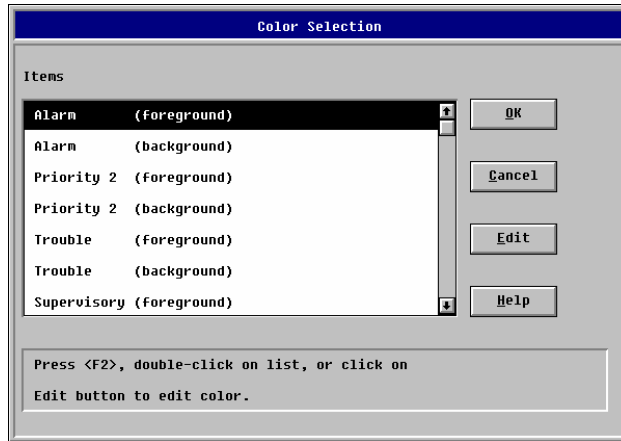 Color Selection
Items
Alarm (foreground)
Alarm (background)
Priority 2 (foreground)
Priority 2 (background)
Trouble (foreground)
Trouble (background)
Supervisory (foreground)
OK
Cancel
Edit
Help
Press <F2>, double-click on list, or click on
Edit button to edit color.